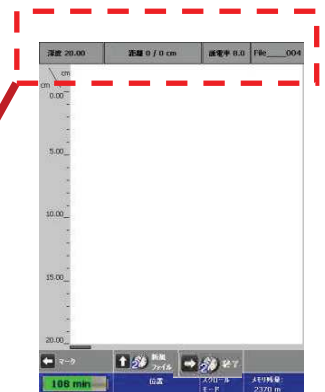 深度 20.00 距離 0 / 0 cm 誘電率 8.0 File____004
cm
cm
0.00
5.00
10.00
15.00
20.00
マーク 新規ファイル 終了
108 min 位置 スクロールモード メモリ残量: 2370 m